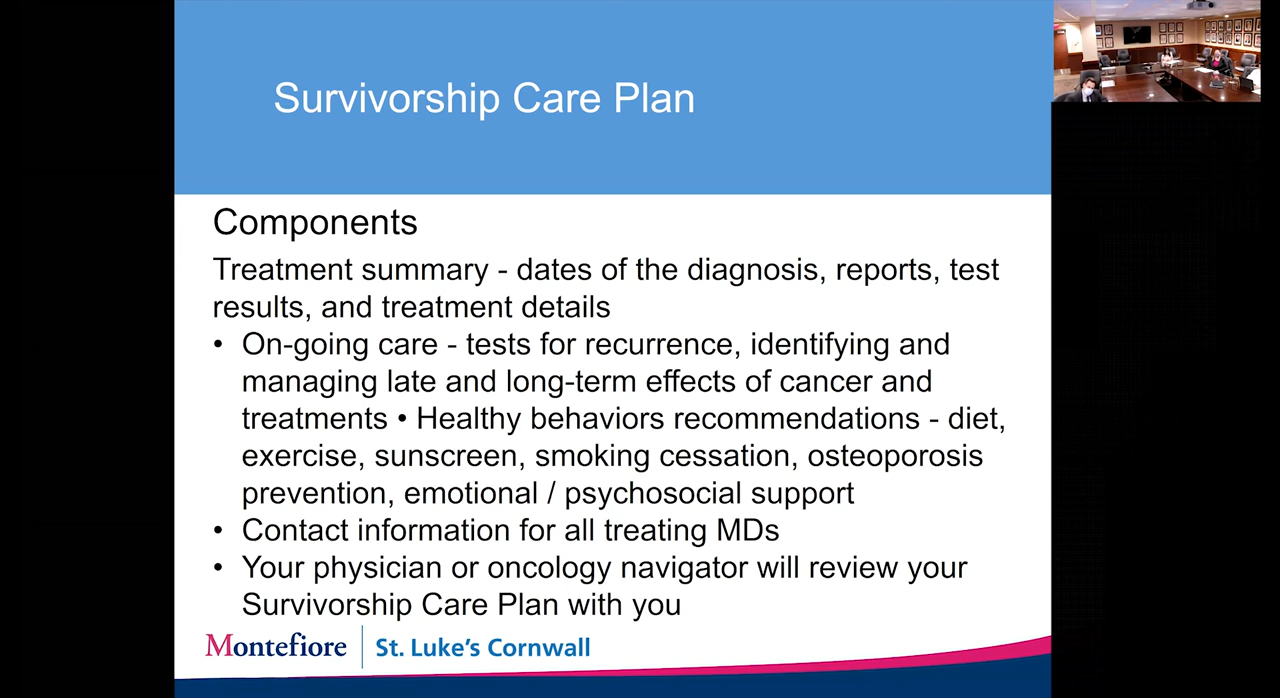 Survivorship Care Plan
Components
Treatment summary - dates of the diagnosis, reports, test
results, and treatment details
• On-going care - tests for recurrence, identifying and
managing late and long-term effects of cancer and
treatments • Healthy behaviors recommendations - diet,
exercise, sunscreen, smoking cessation, osteoporosis
prevention, emotional / psychosocial support
• Contact information for all treating MDs
• Your physician or oncology navigator will review your
Survivorship Care Plan with you
Montefiore | St. Luke's Cornwall